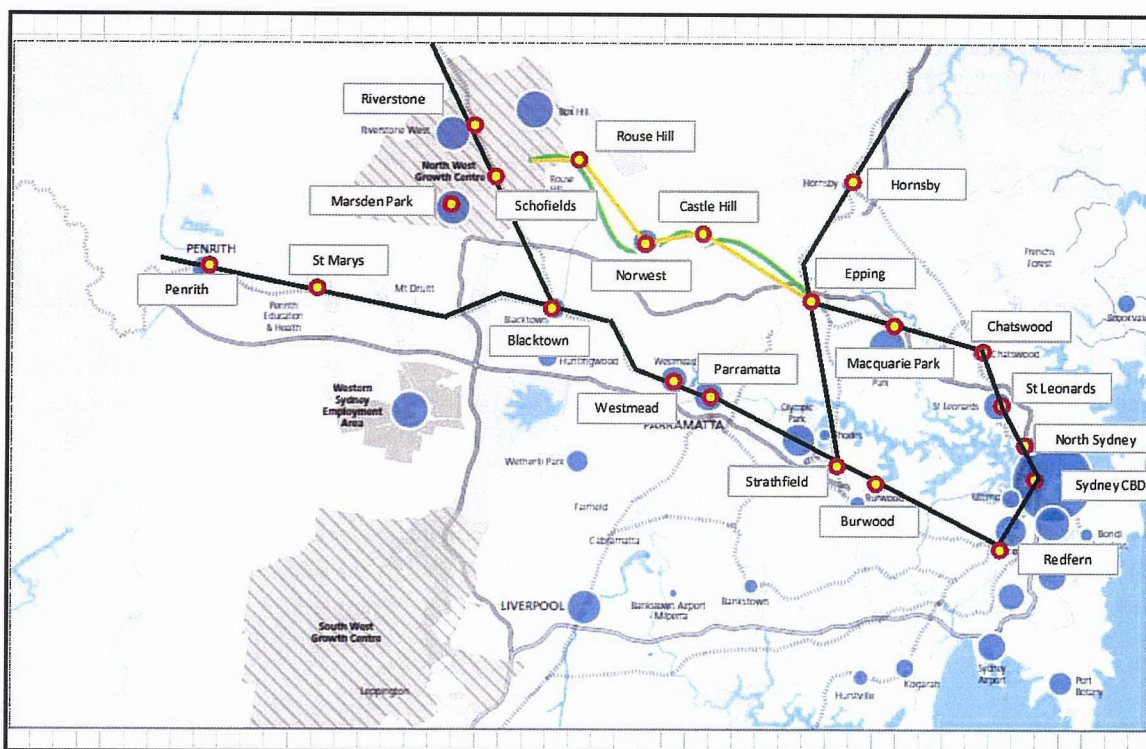 Riverstone
Riverstone West
Box Hill
Rouse Hill
North West
Growth Centre
Rouse
Marsden Park
Schofields
Castle Hill
Hornsby
Hornsby
Norwest
PENRITH
Penrith
St Marys
Mt Druitt
Penrith
Education
& Health
Blacktown
Blacktown
Huntingwood
Epping
French's
Forest
Brookvale
Chatswood
Chatswood
Macquarie Park
Park
Westmead
Westmead
Parramatta
PARRAMATTA
St Leonards
St Leonards
Western
Sydney
Employment
Area
Olympic
Park
Rhodes
North Sydney
Strathfield
Sydney CBD
Burwood
Burwood
Wetherill Park
Fairfield
Cabramatta
Ultimo
Bondi
Redfern
LIVERPOOL
Bankstown Airport
Milperra
Bankstown
South West
Growth Centre
Leppington
Sydney
Airport
Port
Botany
Kogarah
Hurstville